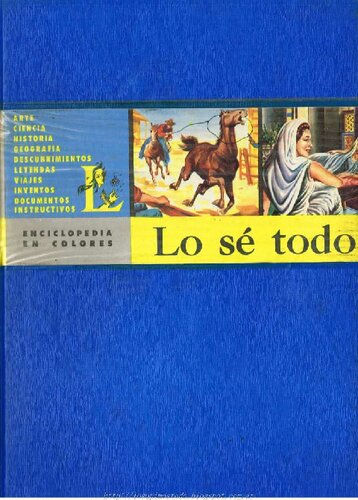 ARTE
CIENCIA
HISTORIA
GEOGRAFIA
DESCUBRIMIENTOS
LEYENDAS
VIAJES
INVENTOS
DOCUMENTOS
INSTRUCTIVOS
ENCICLOPEDIA
EN COLORES
Lo sé todo